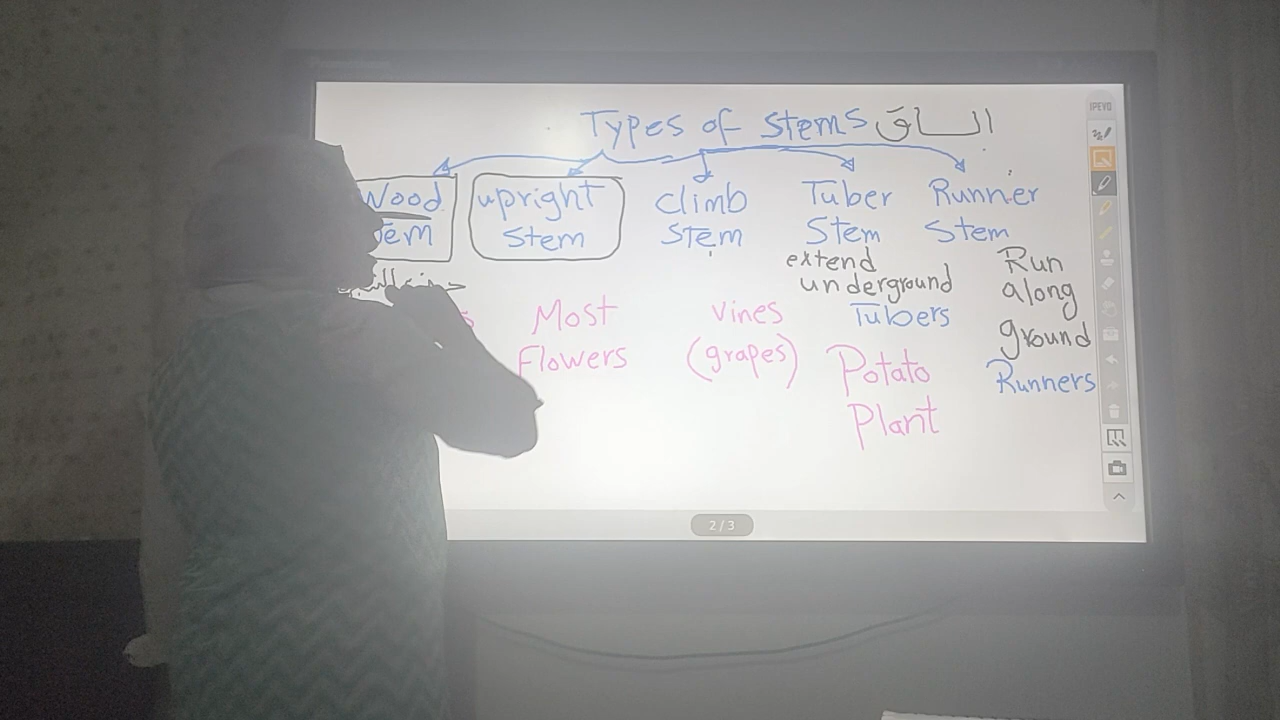 Types of stems الساق
Wood
upright
Stem
climb
Stem
Tuber
Stem
extend
underground
Tubers
Runner
Stem
Run
along
ground
Runners
Most
Flowers
vines
(grapes)
Potato
Plant
IPEVO
2/3